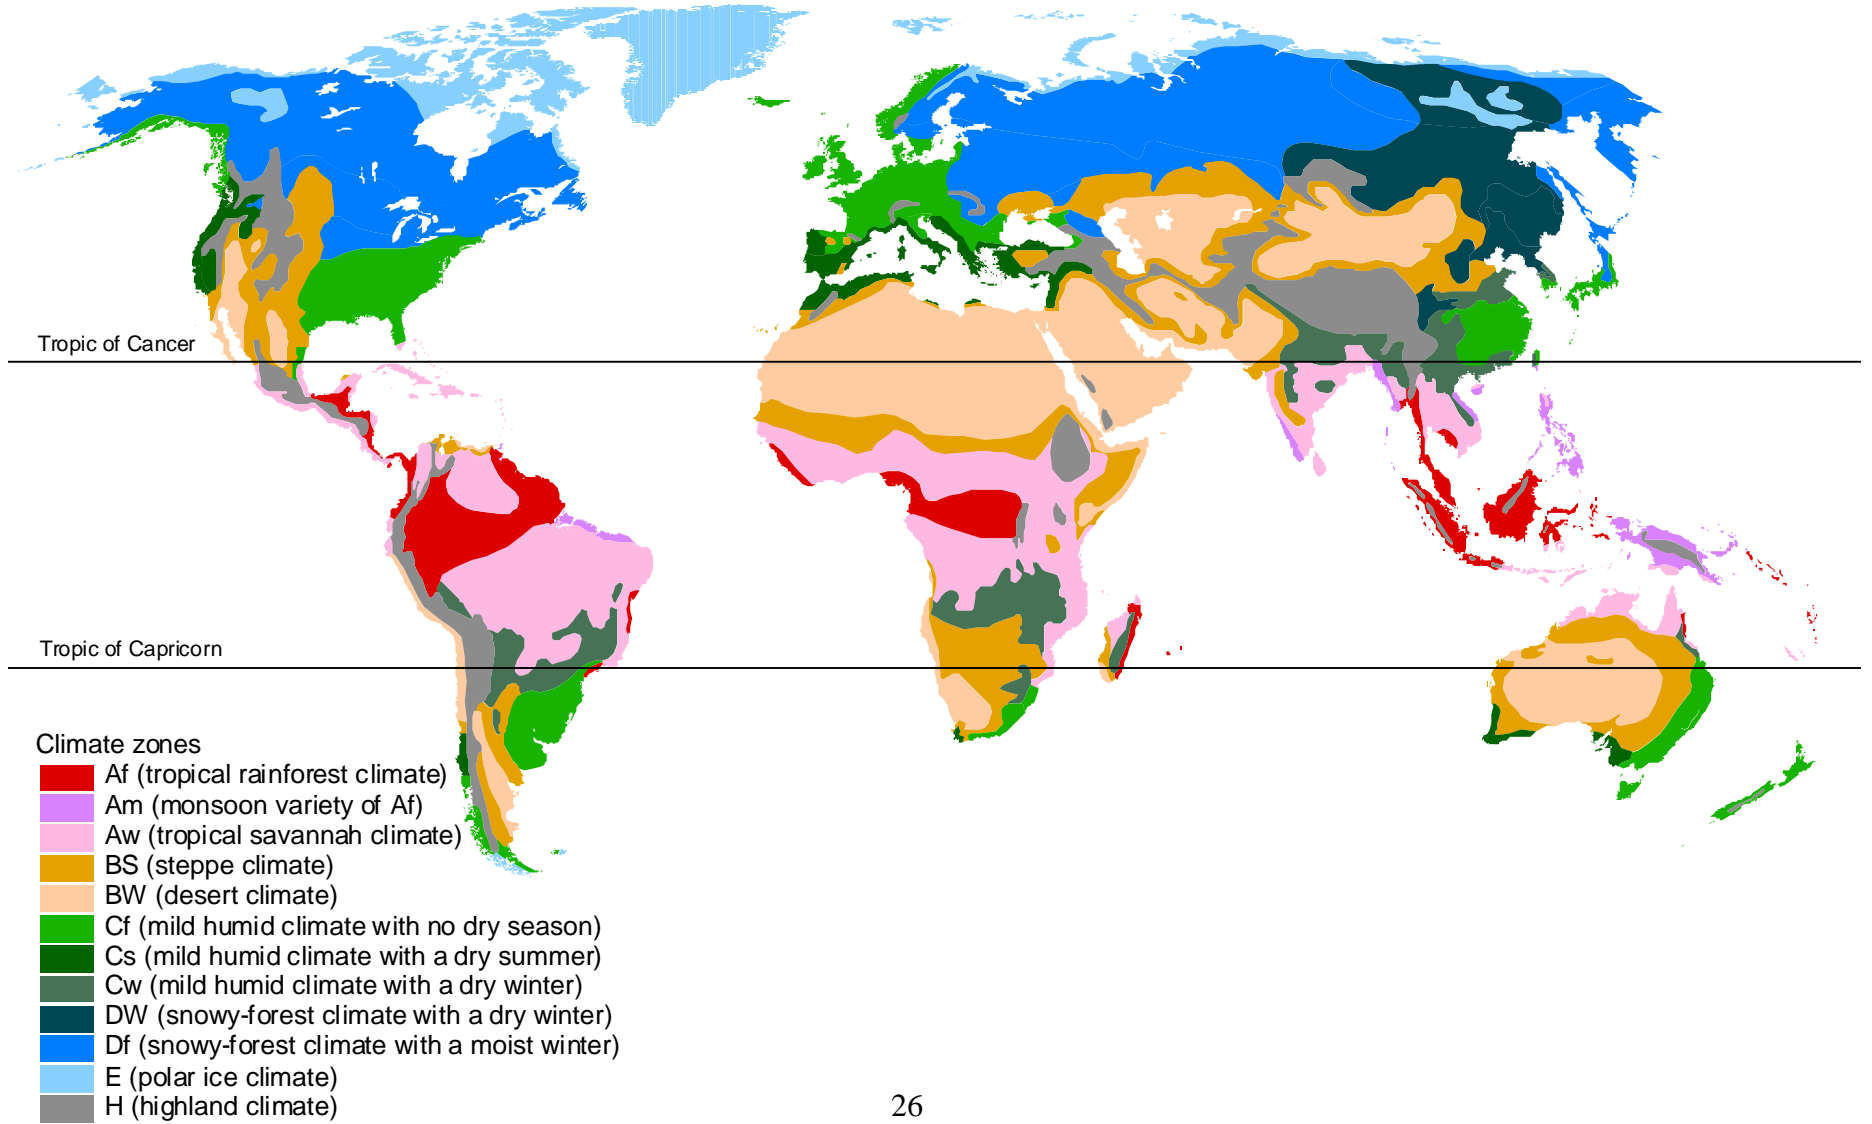 Tropic of Cancer
Tropic of Capricorn
Climate zones
Af (tropical rainforest climate)
Am (monsoon variety of Af)
Aw (tropical savannah climate)
BS (steppe climate)
BW (desert climate)
Cf (mild humid climate with no dry season)
Cs (mild humid climate with a dry summer)
Cw (mild humid climate with a dry winter)
DW (snowy-forest climate with a dry winter)
Df (snowy-forest climate with a moist winter)
E (polar ice climate)
H (highland climate)
26